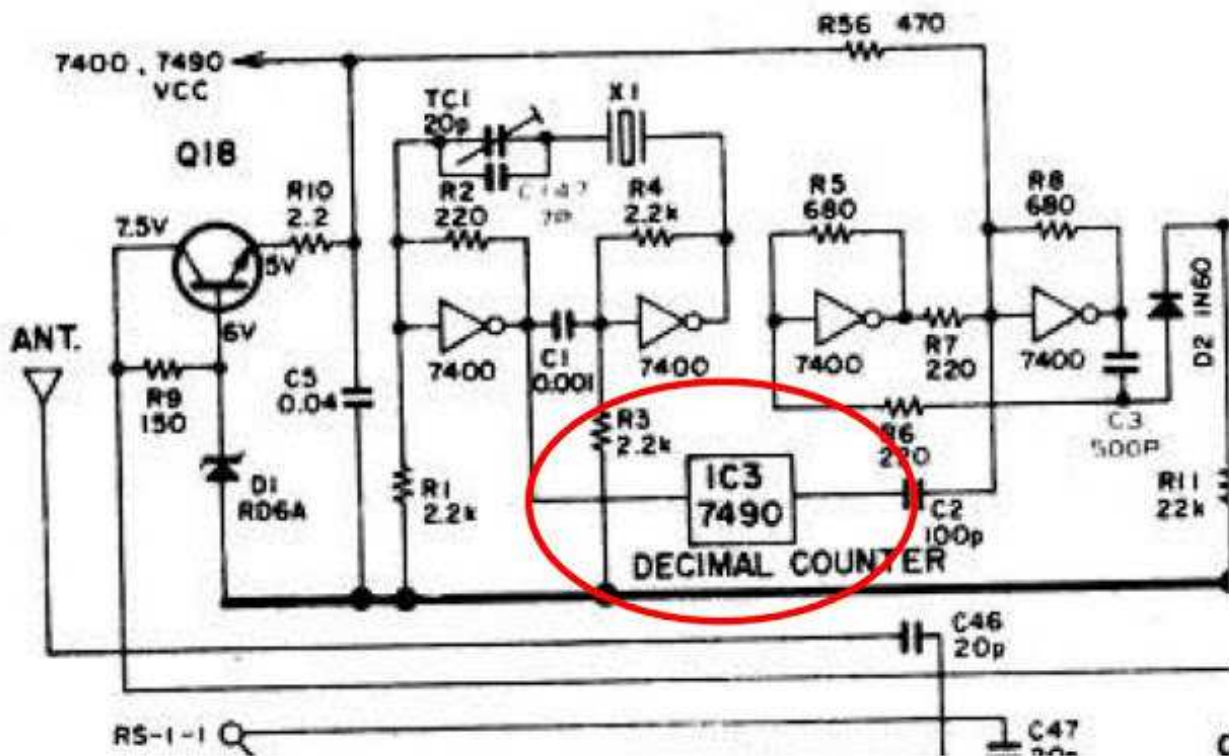 R56 470
7400, 7490
VCC
TC1
20p
X1
Q18
R10
2.2
R2
220
R4
2.2k
R5
680
R8
680
7.5V
5V
6V
D2 1N60
ANT.
7400
C1
0.001
7400
7400
R7
220
7400
R9
150
C5
0.04
R3
2.2k
R6
220
C3
500P
D1
RD6A
R1
2.2k
IC3
7490
C2
100p
R11
22k
DECIMAL COUNTER
C46
20p
RS-1-1
C47